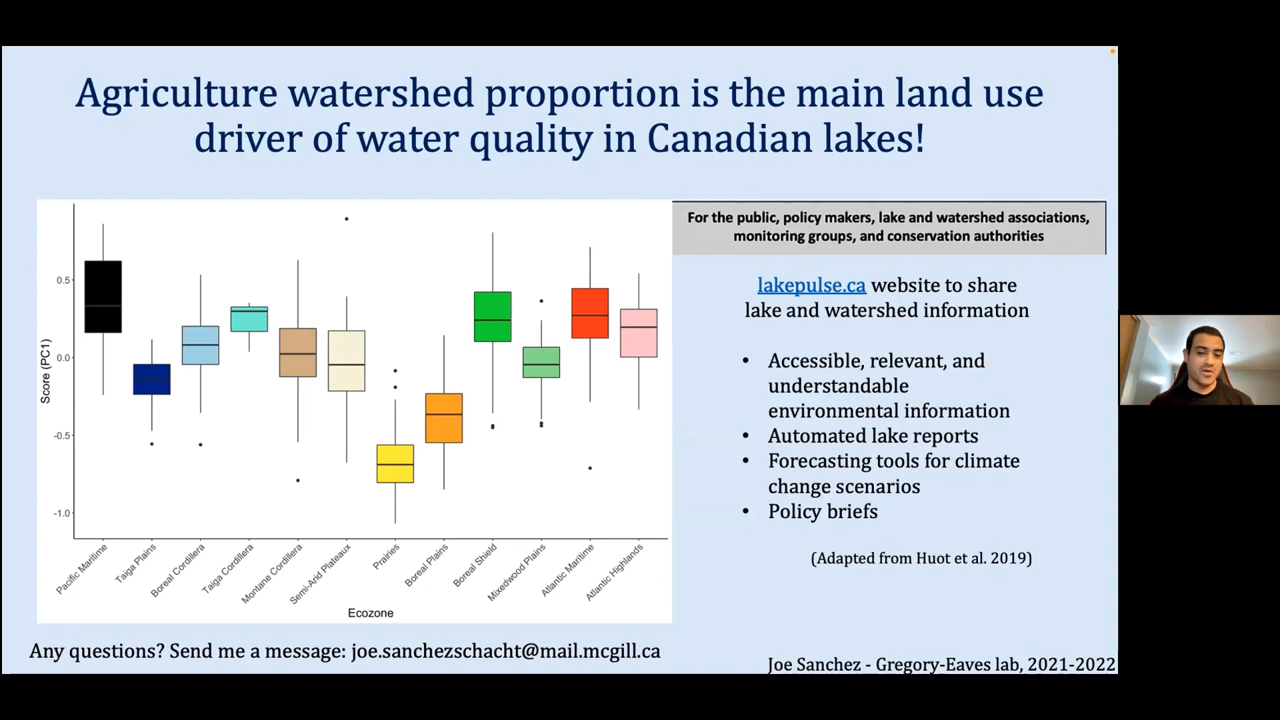 Agriculture watershed proportion is the main land use
driver of water quality in Canadian lakes!
For the public, policy makers, lake and watershed associations,
monitoring groups, and conservation authorities
lakepulse.ca website to share
lake and watershed information
• Accessible, relevant, and
understandable
environmental information
• Automated lake reports
• Forecasting tools for climate
change scenarios
• Policy briefs
(Adapted from Huot et al. 2019)
Score (PC1)
0.5
0.0
-0.5
-1.0
Pacific Maritime
Taiga Plains
Boreal Cordillera
Taiga Cordillera
Montane Cordillera
Semi-Arid Plateaux
Prairies
Boreal Plains
Boreal Shield
Mixedwood Plains
Atlantic Maritime
Atlantic Highlands
Ecozone
Any questions? Send me a message: joe.sanchezschacht@mail.mcgill.ca
Joe Sanchez - Gregory-Eaves lab, 2021-2022